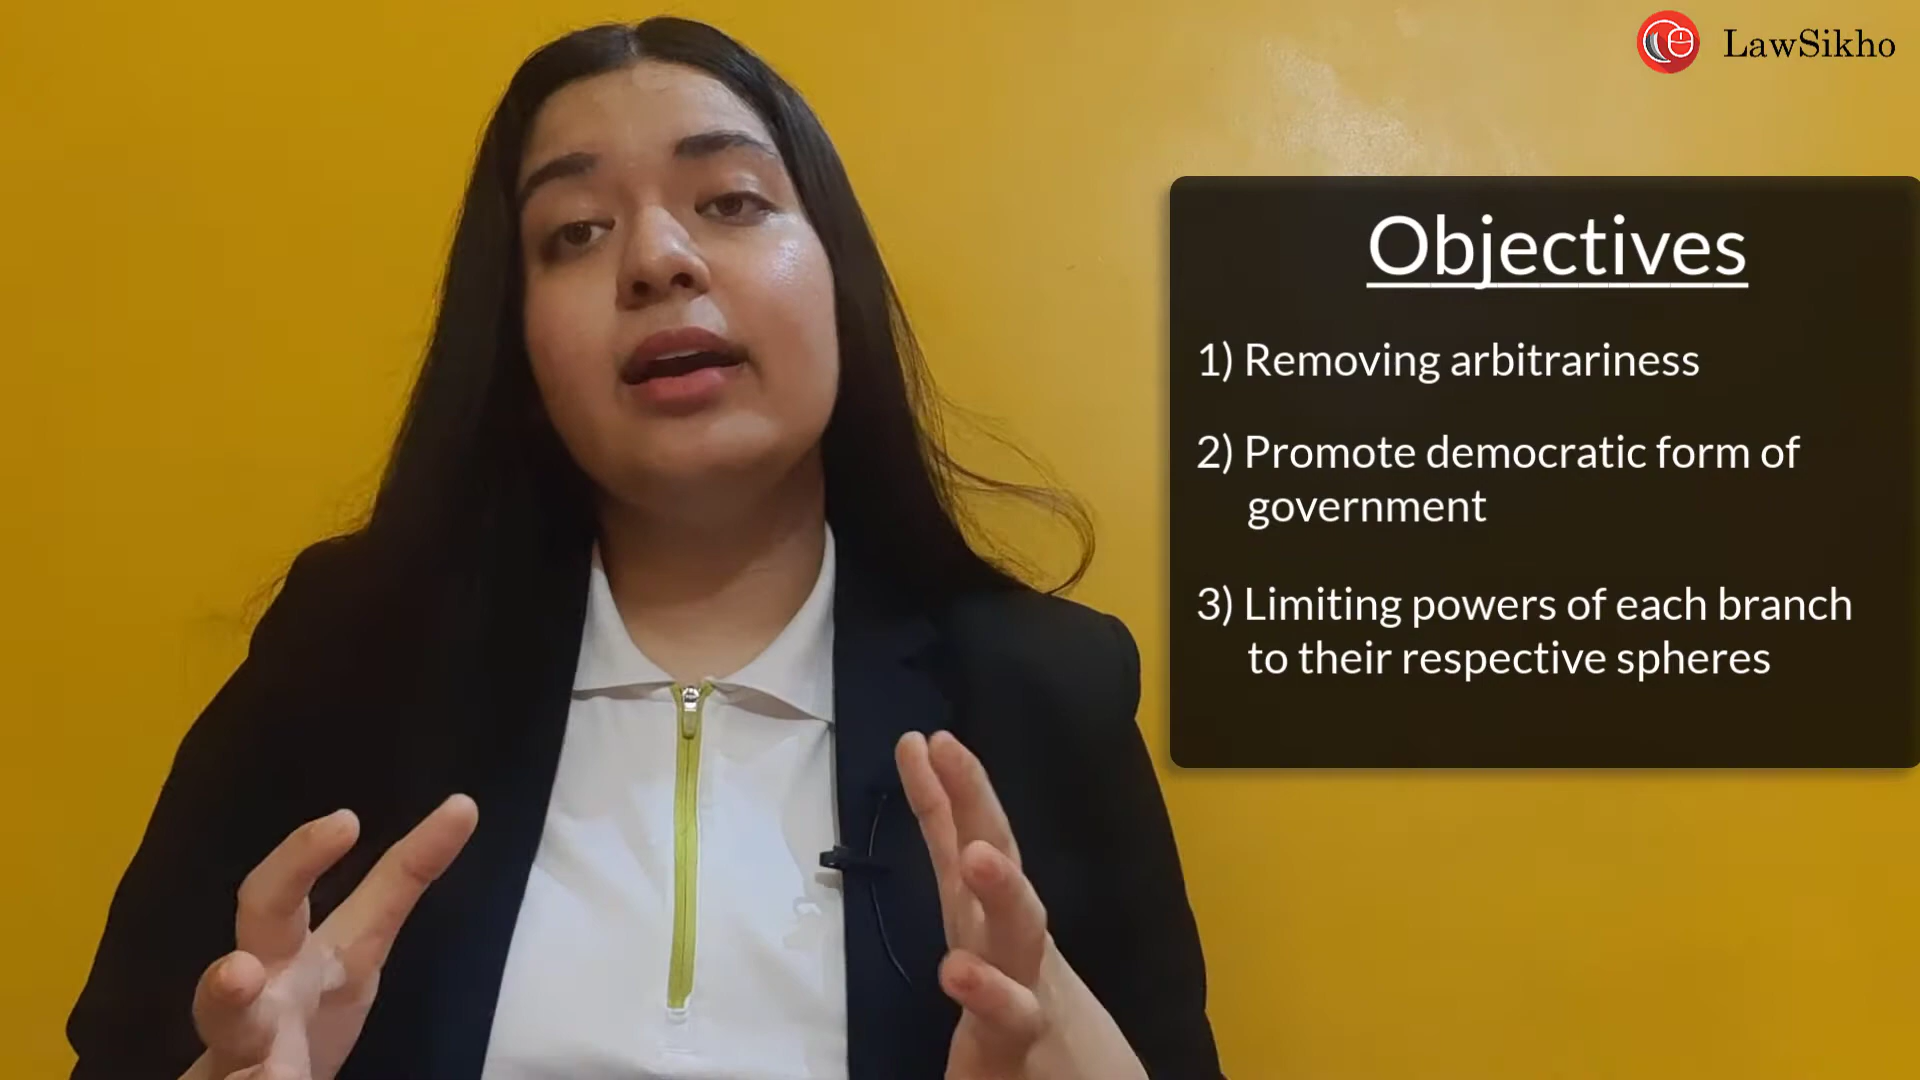 LawSikho
Objectives
1) Removing arbitrariness
2) Promote democratic form of
government
3) Limiting powers of each branch
to their respective spheres